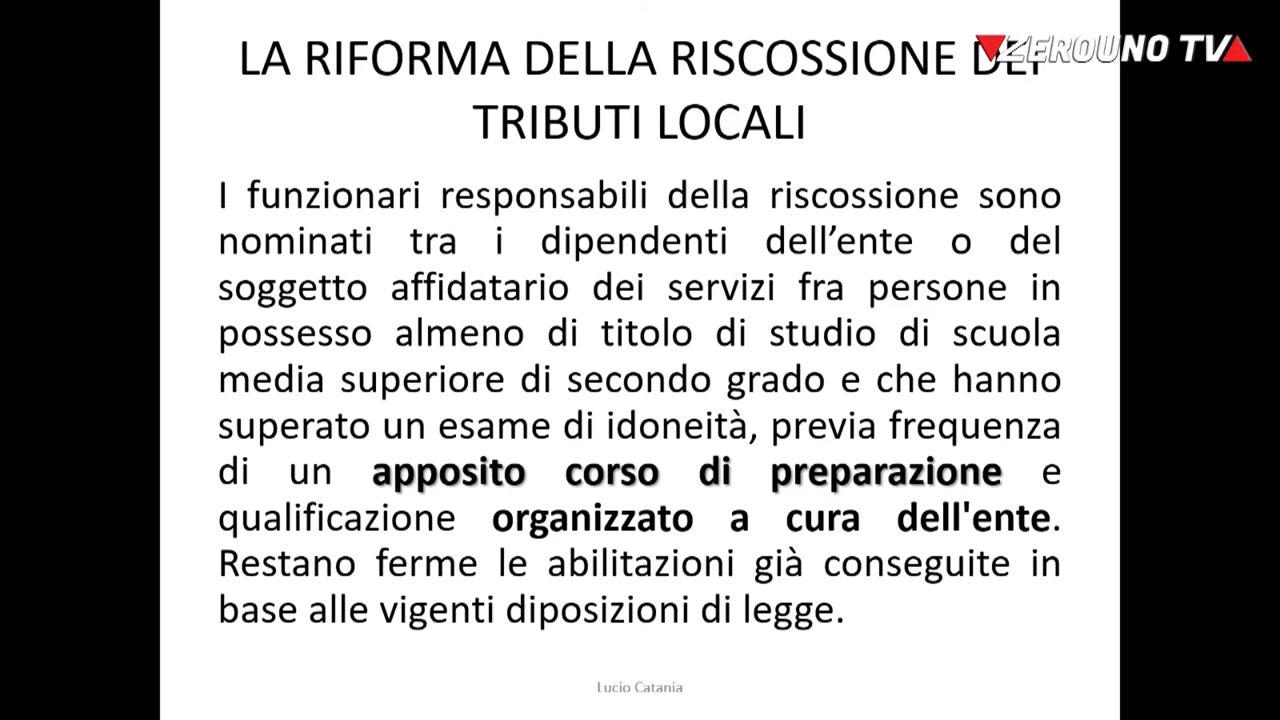 LA RIFORMA DELLA RISCOSSIONE DEI
TRIBUTI LOCALI
ZEROUNO TV
I funzionari responsabili della riscossione sono
nominati tra i dipendenti dell’ente o del
soggetto affidatario dei servizi fra persone in
possesso almeno di titolo di studio di scuola
media superiore di secondo grado e che hanno
superato un esame di idoneità, previa frequenza
di un apposito corso di preparazione e
qualificazione organizzato a cura dell'ente.
Restano ferme le abilitazioni già conseguite in
base alle vigenti diposizioni di legge.
Lucio Catania